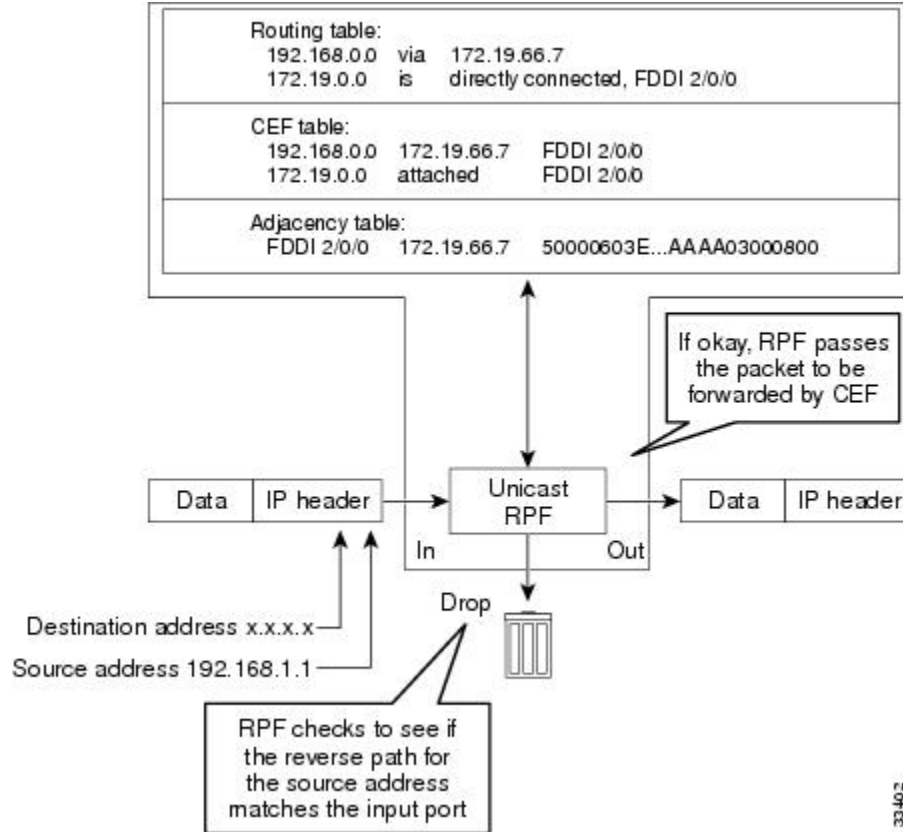 Routing table:
192.168.0.0 via 172.19.66.7
172.19.0.0 is directly connected, FDDI 2/0/0
CEF table:
192.168.0.0 172.19.66.7 FDDI 2/0/0
172.19.0.0 attached FDDI 2/0/0
Adjacency table:
FDDI 2/0/0 172.19.66.7 50000603E...AAAA03000800
If okay, RPF passes
the packet to be
forwarded by CEF
Data IP header
Unicast
RPF
Data IP header
In
Out
Drop
Destination address x.x.x.x
Source address 192.168.1.1
RPF checks to see if
the reverse path for
the source address
matches the input port
33402